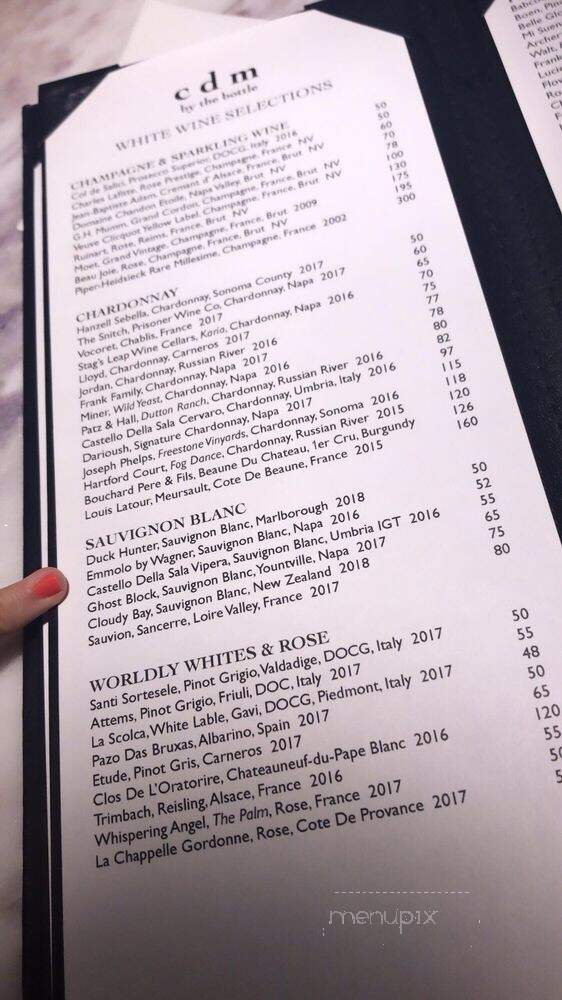 c d m
by the bottle
WHITE WINE SELECTIONS
CHAMPAGNE & SPARKLING WINE
Col de Salici, Prosecco Superior, DOCG, Italy 2016 50
Charles Lafitte, Rose Prestige, Champagne, France NV 50
Jean-Baptiste Adam, Cremant d' Alsace, France, Brut NV 60
Domaine Chandon Etoile, Napa Valley, Brut NV 70
G.H. Mumm, Grand Cordon, Champagne, France, Brut NV 78
Veuve Clicquot Yellow Label, Champagne, France, Brut NV 100
Ruinart, Rose, Reims, France, Brut NV 130
Moet, Grand Vintage, Champagne, France, Brut 2009 175
Beau Joie, Rose, Champagne, France, Brut NV 195
Piper-Heidsieck Rare Millesime, Champagne, France 2002 300
CHARDONNAY
Hanzell Sebella, Chardonnay, Sonoma County 2017 50
The Snitch, Prisoner Wine Co, Chardonnay, Napa 2017 60
Vocoret, Chablis, France 2017 65
Stag's Leap Wine Cellars, Karia, Chardonnay, Napa 2016 70
Lloyd, Chardonnay, Carneros 2017 75
Jordan, Chardonnay, Russian River 2016 77
Frank Family, Chardonnay, Napa 2017 78
Miner, Wild Yeast, Chardonnay, Napa 2016 80
Patz & Hall, Dutton Ranch, Chardonnay, Russian River 2016 82
Castello Della Sala Cervaro, Chardonnay, Umbria, Italy 2016 97
Darioush, Signature Chardonnay, Napa 2017 115
Joseph Phelps, Freestone Vinyards, Chardonnay, Sonoma 2016 118
Hartford Court, Fog Dance, Chardonnay, Russian River 2015 120
Bouchard Pere & Fils, Beaune Du Chateau, 1er Cru, Burgundy 126
Louis Latour, Meursault, Cote De Beaune, France 2015 160
SAUVIGNON BLANC
Duck Hunter, Sauvignon Blanc, Marlborough 2018 50
Emmolo by Wagner, Sauvignon Blanc, Napa 2016 52
Castello Della Sala Vipera, Sauvignon Blanc, Umbria IGT 2016 55
Ghost Block, Sauvignon Blanc, Yountville, Napa 2017 65
Cloudy Bay, Sauvignon Blanc, New Zealand 2018 75
Sauvion, Sancerre, Loire Valley, France 2017 80
WORLDLY WHITES & ROSE
Santi Sortesele, Pinot Grigio, Valdadige, DOCG, Italy 2017 50
Attems, Pinot Grigio, Friuli, DOC, Italy 2017 55
La Scolca, White Lable, Gavi, DOCG, Piedmont, Italy 2017 48
Pazo Das Bruxas, Albarino, Spain 2017 50
Etude, Pinot Gris, Carneros 2017 65
Clos De L'Oratorire, Chateauneuf-du-Pape Blanc 2016 120
Trimbach, Reisling, Alsace, France 2016 55
Whispering Angel, The Palm, Rose, France 2017
La Chappelle Gordonne, Rose, Cote De Provance 2017
menupix